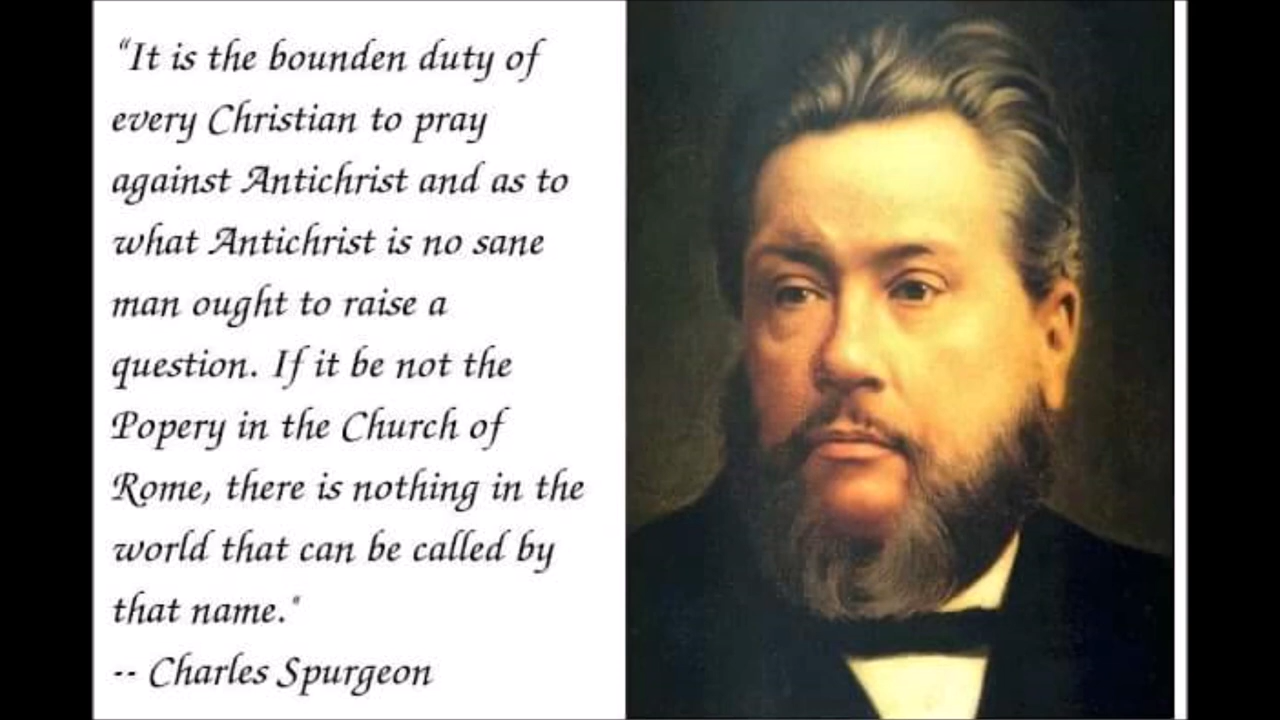 “It is the bounden duty of
every Christian to pray
against Antichrist and as to
what Antichrist is no sane
man ought to raise a
question. If it be not the
Popery in the Church of
Rome, there is nothing in the
world that can be called by
that name."
-- Charles Spurgeon